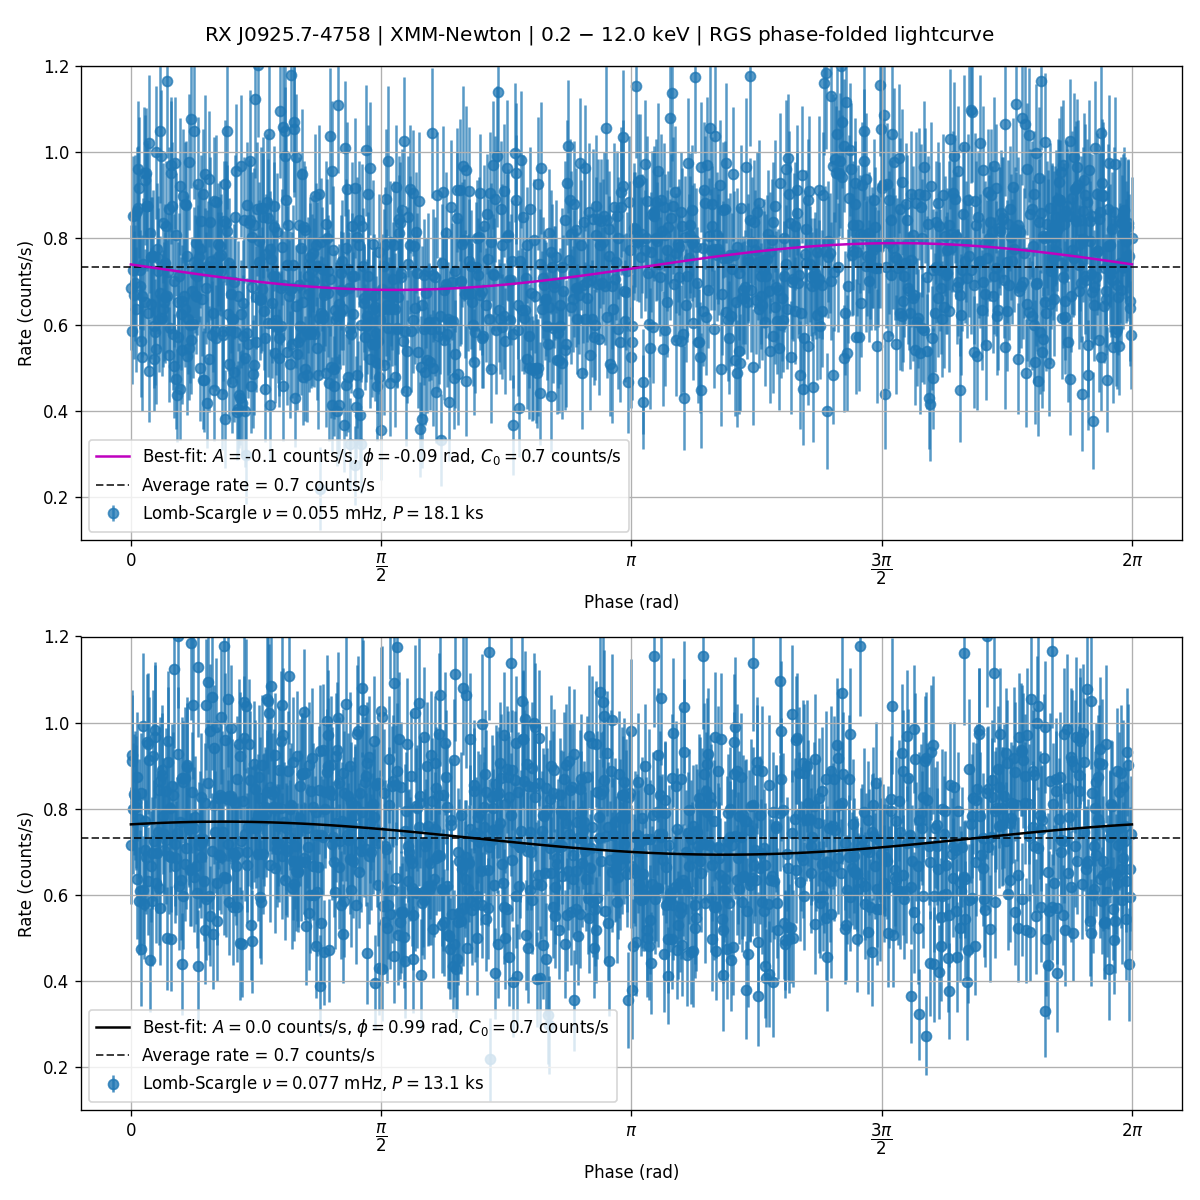 RX J0925.7-4758 | XMM-Newton | 0.2 − 12.0 keV | RGS phase-folded lightcurve
1.2
1.0
0.8
0.6
0.4
0.2
Rate (counts/s)
Best-fit: A = -0.1 counts/s, ϕ = -0.09 rad, C₀ = 0.7 counts/s
Average rate = 0.7 counts/s
Lomb-Scargle ν = 0.055 mHz, P = 18.1 ks
0 π/2 π 3π/2 2π
Phase (rad)
1.2
1.0
0.8
0.6
0.4
0.2
Rate (counts/s)
Best-fit: A = 0.0 counts/s, ϕ = 0.99 rad, C₀ = 0.7 counts/s
Average rate = 0.7 counts/s
Lomb-Scargle ν = 0.077 mHz, P = 13.1 ks
0 π/2 π 3π/2 2π
Phase (rad)